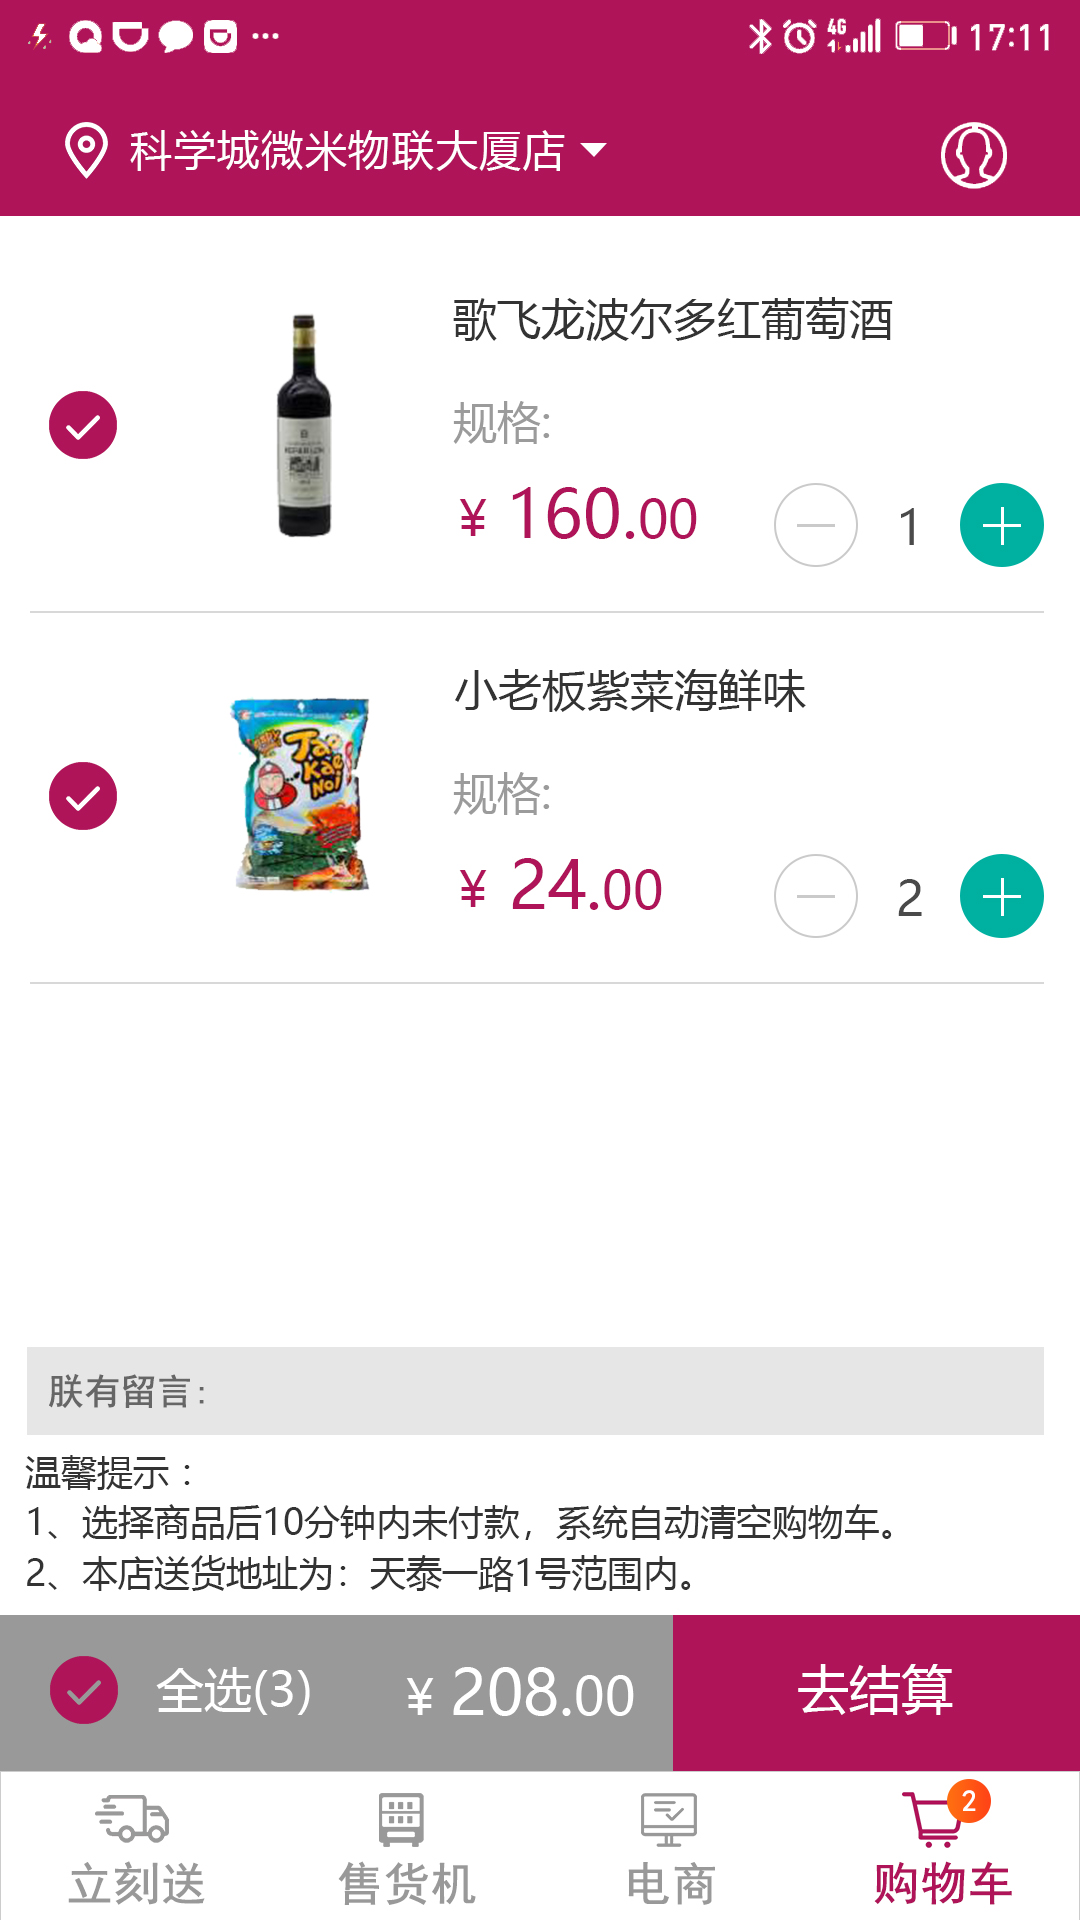 4G 17:11
科学城微米物联大厦店
歌飞龙波尔多红葡萄酒
规格:
¥ 160.00
1
小老板紫菜海鲜味
Tao Kae Noi
规格:
¥ 24.00
2
朕有留言:
温馨提示：
1、选择商品后10分钟内未付款，系统自动清空购物车。
2、本店送货地址为：天泰一路1号范围内。
全选(3) ¥ 208.00 去结算
2
立刻送 售货机 电商 购物车